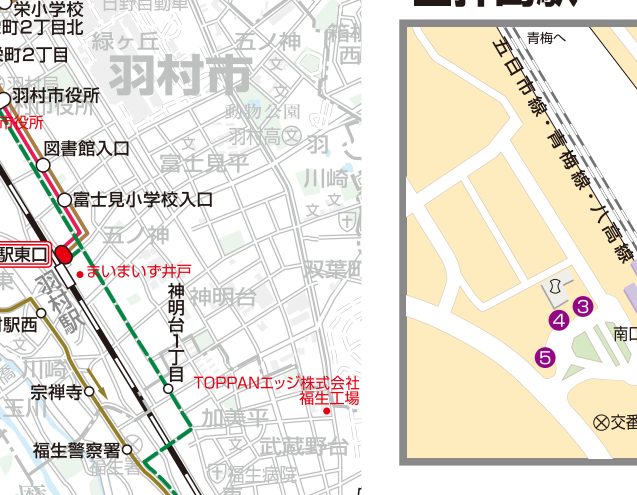 栄小学校
町2丁目北
町2丁目
日野自動車
緑ヶ丘
五ノ神
羽村市
羽村市役所
市役所
動物公園
羽村高
図書館入口
富士見平
羽
川崎
富士見小学校入口
五ノ神
駅東口
まいまいず井戸
双葉町
羽村駅
神明台
神明台1丁目
駅西
川崎
宗禅寺
玉川
TOPPANエッジ株式会社
福生工場
加美平
福生警察署
武蔵野台
福生病院
青梅へ
五日市線・青梅線・八高線
3
4
5
南口
交番